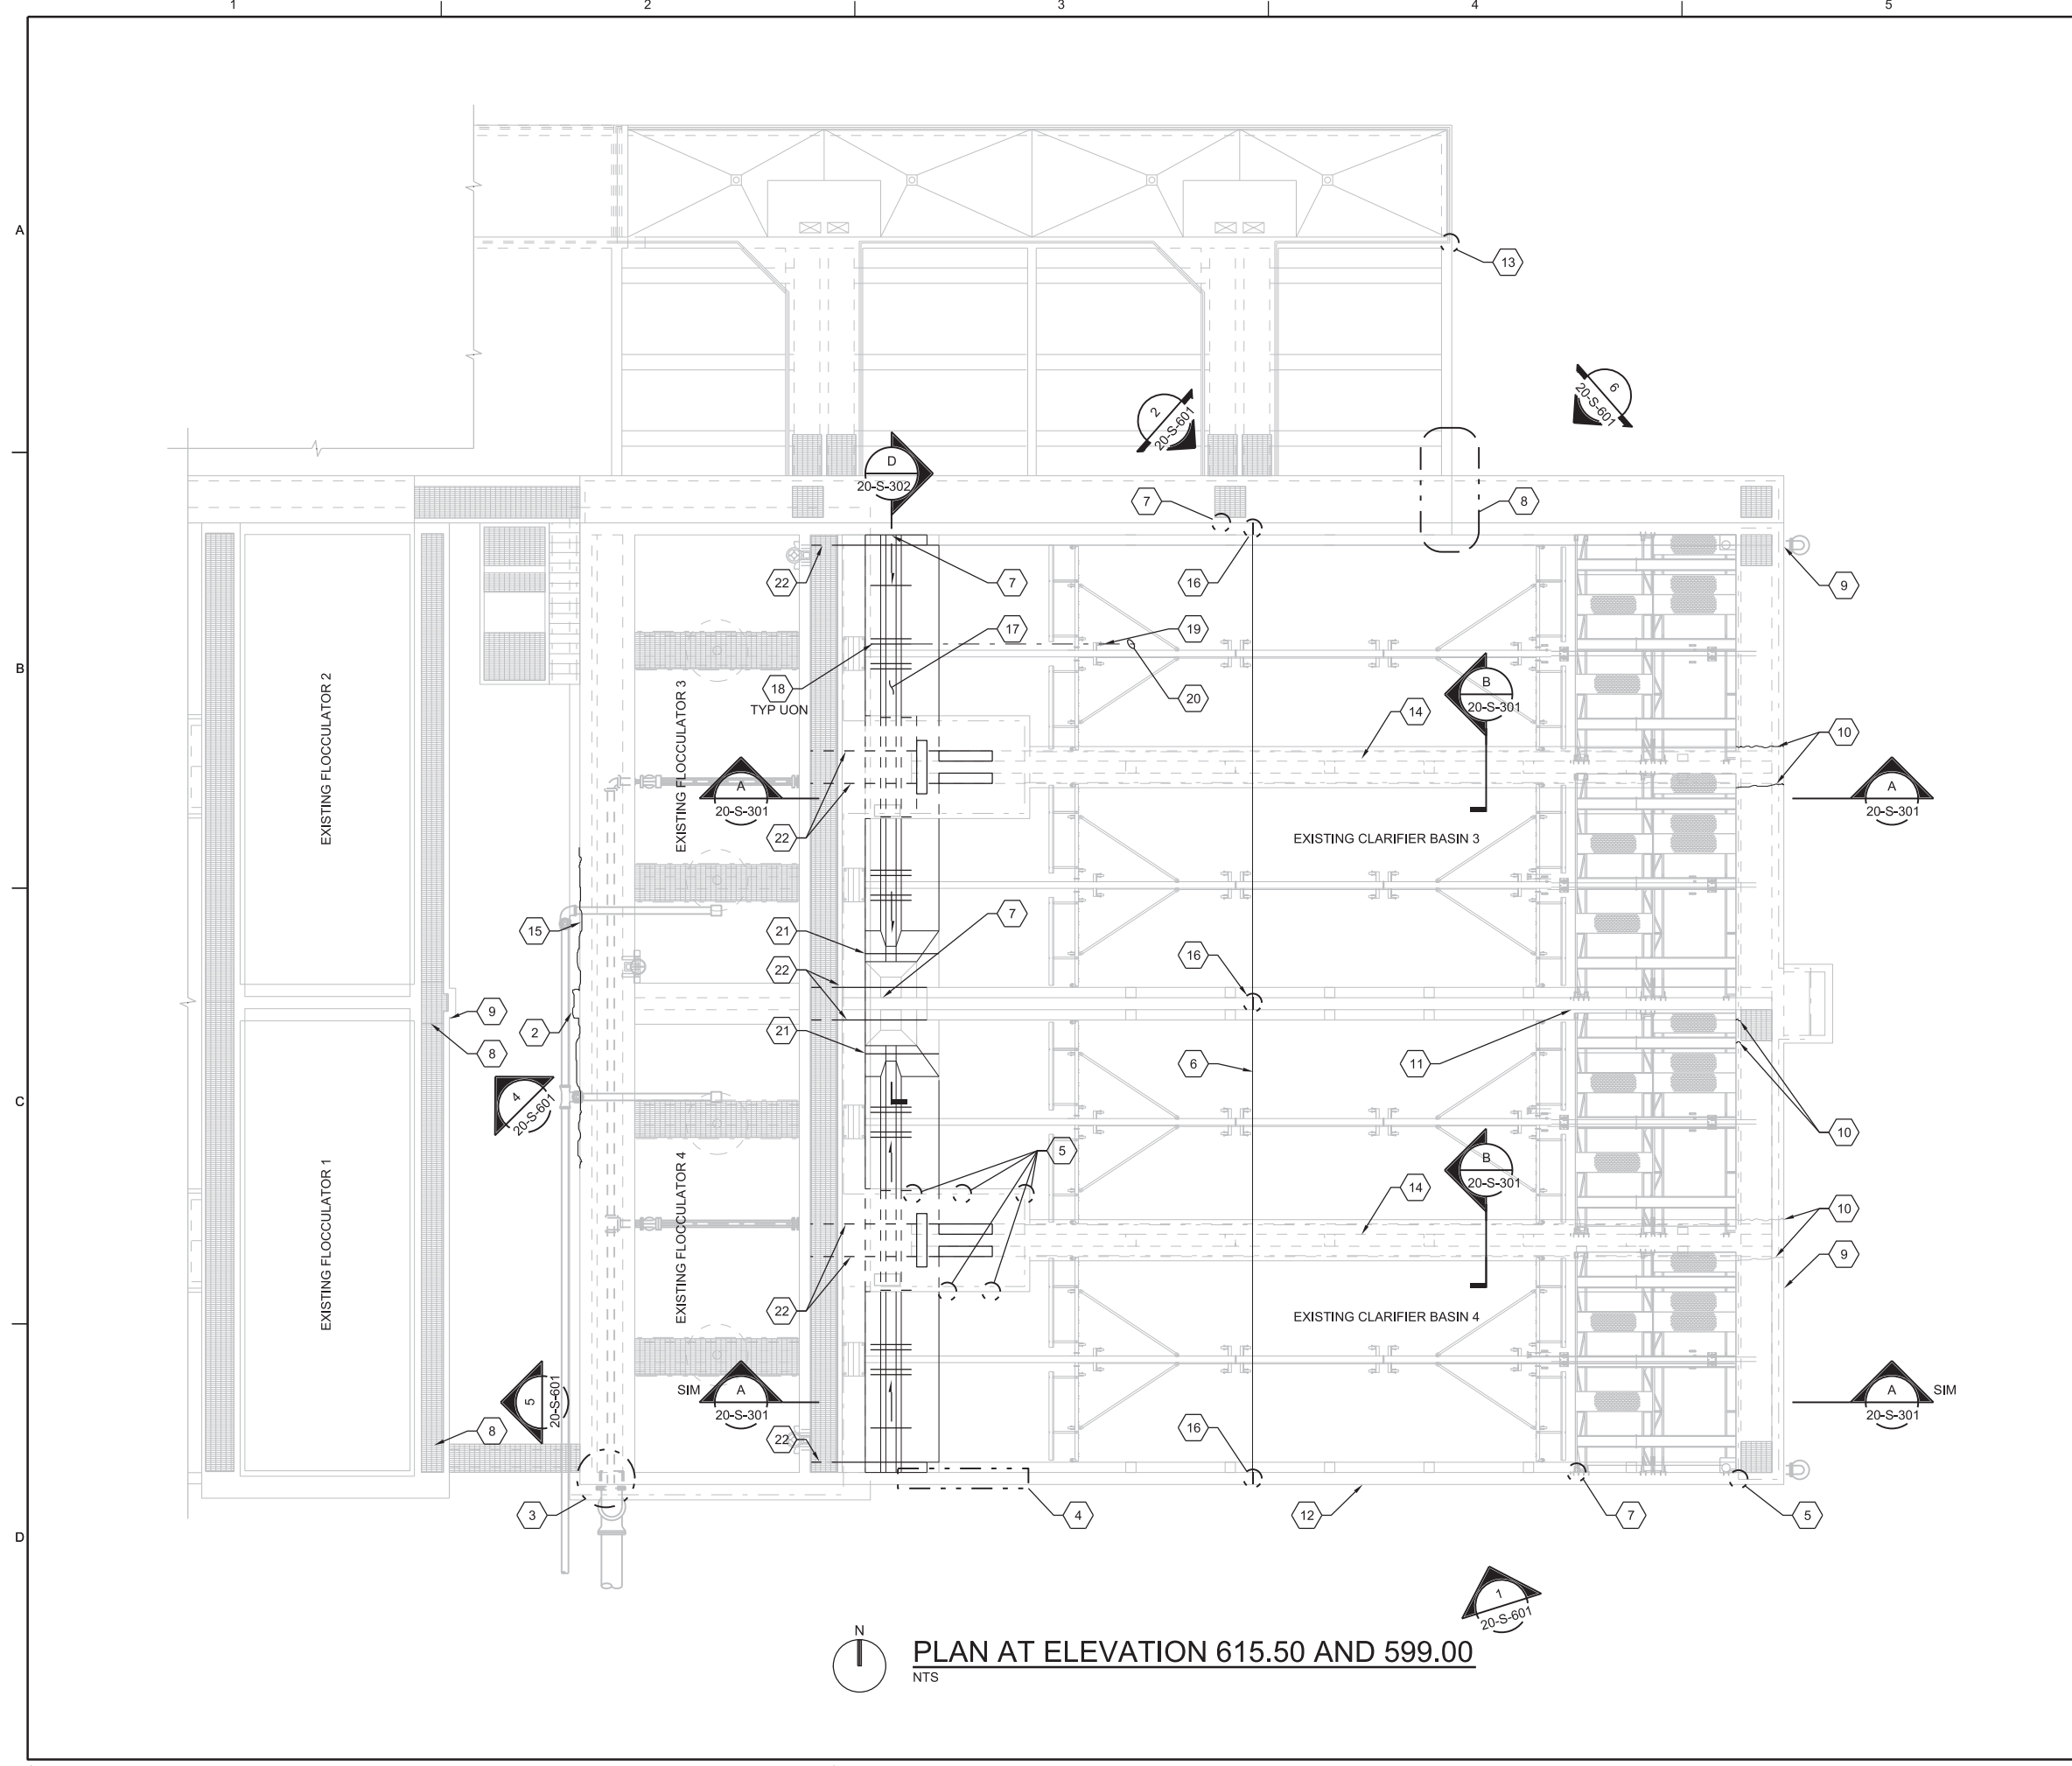 1
2
3
4
5
A
13
6
20-S-601
2
20-S-601
D
20-S-302
7
8
22
7
16
9
B
17
19
18
TYP UON
20
B
20-S-301
14
10
EXISTING FLOCCULATOR 2
EXISTING FLOCCULATOR 3
A
20-S-301
A
20-S-301
22
EXISTING CLARIFIER BASIN 3
15
21
7
22
16
9
2
8
21
6
11
C
4
20-S-601
10
5
B
20-S-301
14
10
EXISTING FLOCCULATOR 1
EXISTING FLOCCULATOR 4
9
22
EXISTING CLARIFIER BASIN 4
5
20-S-601
SIM
A
20-S-301
A
SIM
20-S-301
8
22
16
3
4
12
7
5
D
1
20-S-601
N
PLAN AT ELEVATION 615.50 AND 599.00
NTS